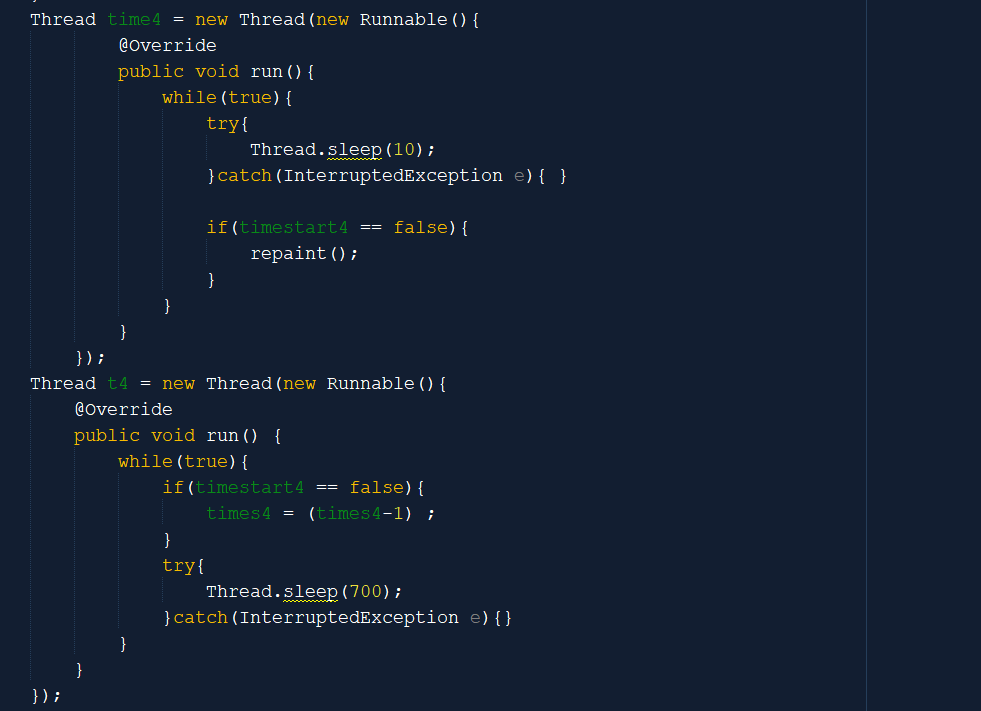 Thread time4 = new Thread(new Runnable(){
@Override
public void run(){
while(true){
try{
Thread.sleep(10);
}catch(InterruptedException e){ }
if(timestart4 == false){
repaint();
}
}
}
});
Thread t4 = new Thread(new Runnable(){
@Override
public void run() {
while(true){
if(timestart4 == false){
times4 = (times4-1) ;
}
try{
Thread.sleep(700);
}catch(InterruptedException e){}
}
}
});